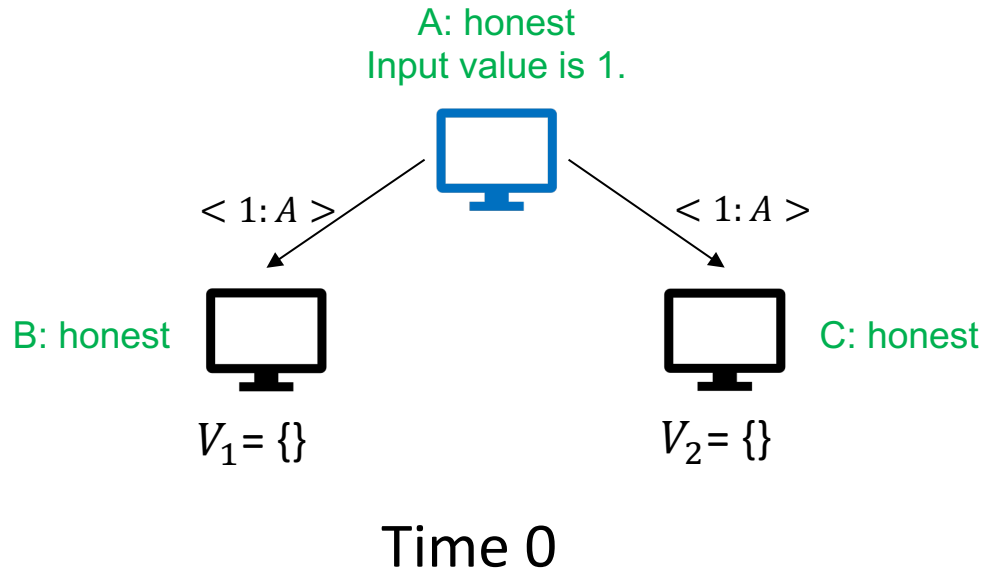 A: honest
Input value is 1.
< 1: A >
< 1: A >
B: honest
C: honest
V₁= {}
V₂= {}
Time 0